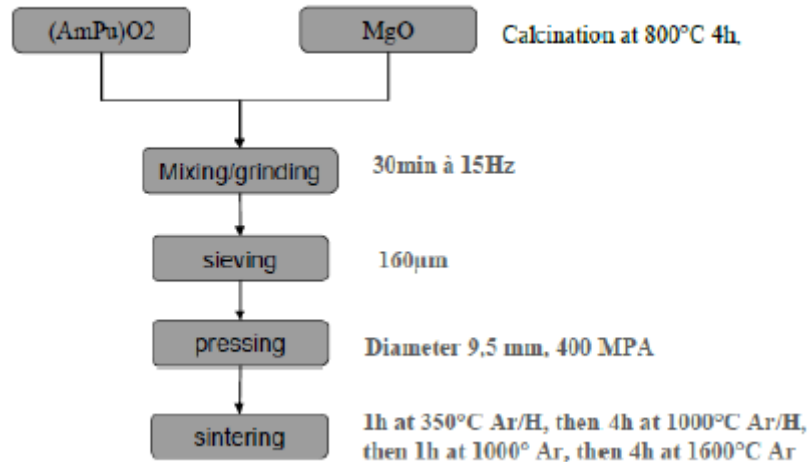 (AmPu)O2
MgO
Calcination at 800°C 4h.
Mixing/grinding
30min à 15Hz
sieving
160µm
pressing
Diameter 9,5 mm, 400 MPA
sintering
1h at 350°C Ar/H, then 4h at 1000°C Ar/H,
then 1h at 1000° Ar, then 4h at 1600°C Ar